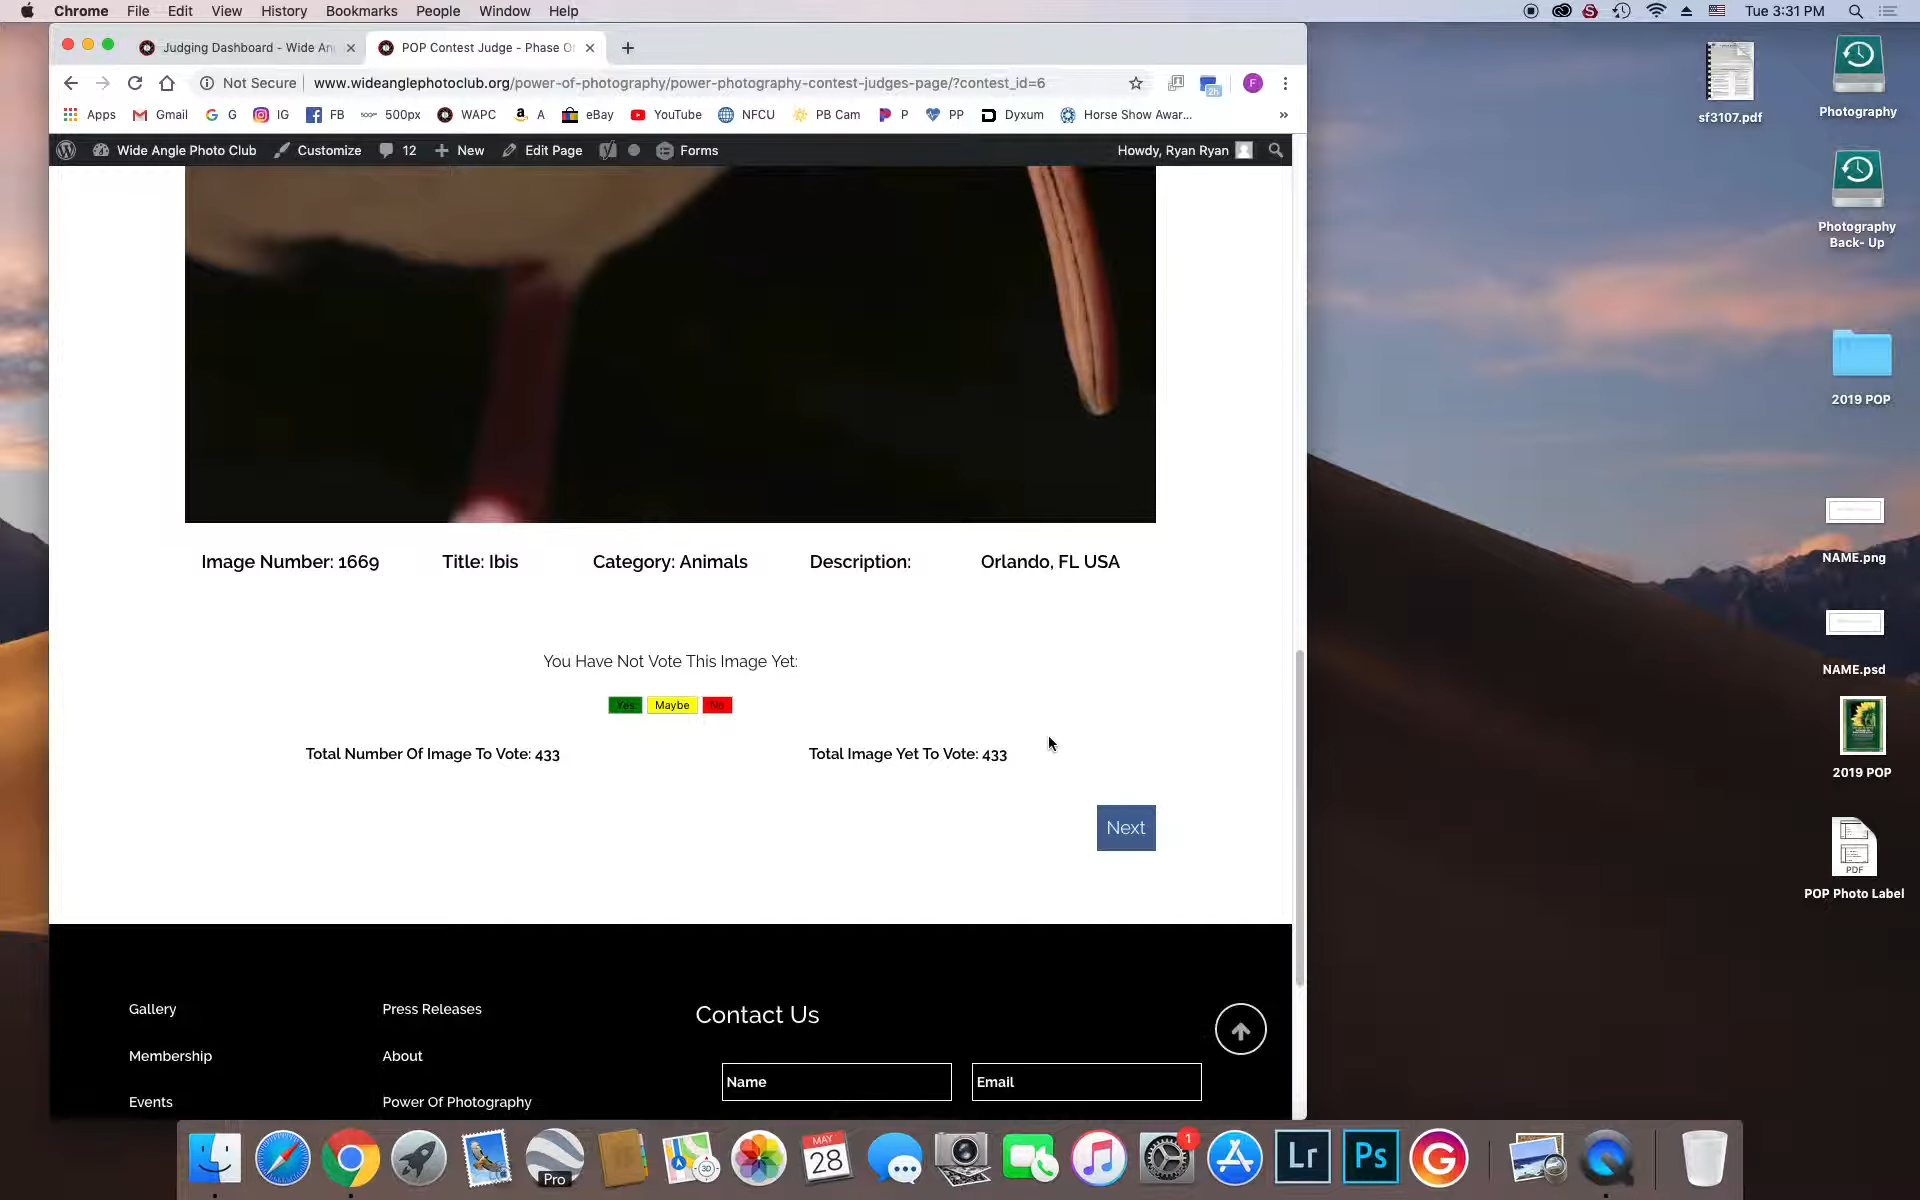 Chrome File Edit View History Bookmarks People Window Help
Tue 3:31 PM
Judging Dashboard - Wide An
POP Contest Judge - Phase O
Not Secure
www.wideanglephotoclub.org/power-of-photography/power-photography-contest-judges-page/?contest_id=6
F
2h
Apps Gmail G IG FB 500px WAPC A eBay YouTube NFCU PB Cam P PP Dyxum Horse Show Awar...
Wide Angle Photo Club Customize 12 New Edit Page Forms
Howdy, Ryan Ryan
Image Number: 1669 Title: Ibis Category: Animals Description: Orlando, FL USA
You Have Not Vote This Image Yet:
Yes Maybe No
Total Number Of Image To Vote: 433 Total Image Yet To Vote: 433
Next
Gallery
Membership
Events
Press Releases
About
Power Of Photography
Contact Us
Name
Email
sf3107.pdf
Photography
Photography
Back- Up
2019 POP
NAME.png
NAME.psd
2019 POP
PDF
POP Photo Label
Pro
3D
MAY
28
1
Lr
Ps